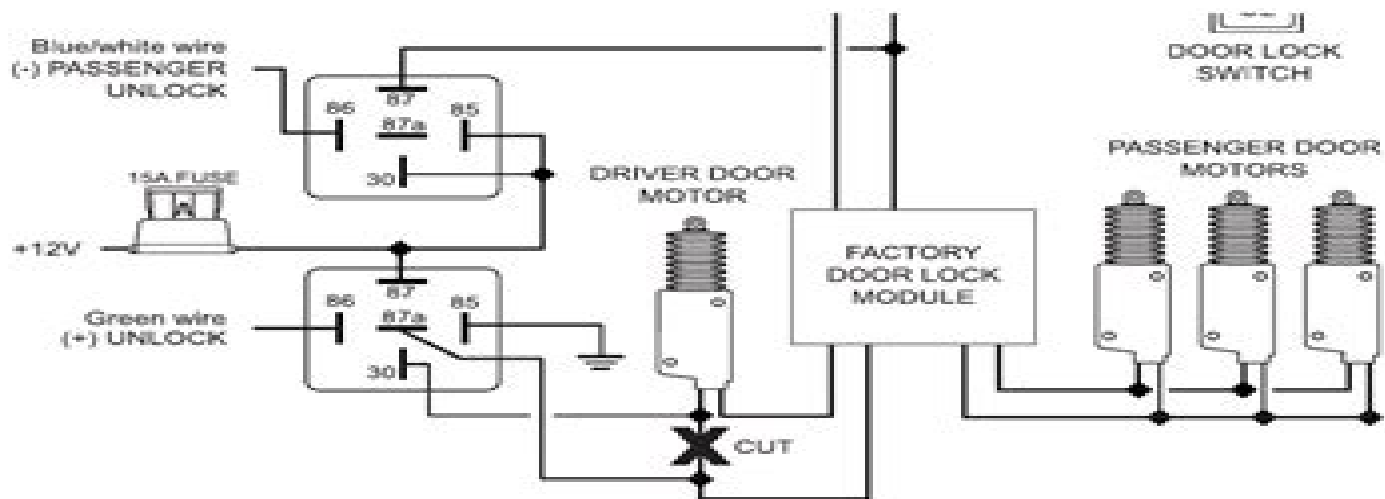 Blue/white wire
(-) PASSENGER
UNLOCK
86
87
87a
85
30
15A FUSE
+12V
Green wire
(+) UNLOCK
86
87
87a
85
30
DRIVER DOOR
MOTOR
CUT
FACTORY
DOOR LOCK
MODULE
DOOR LOCK
SWITCH
PASSENGER DOOR
MOTORS